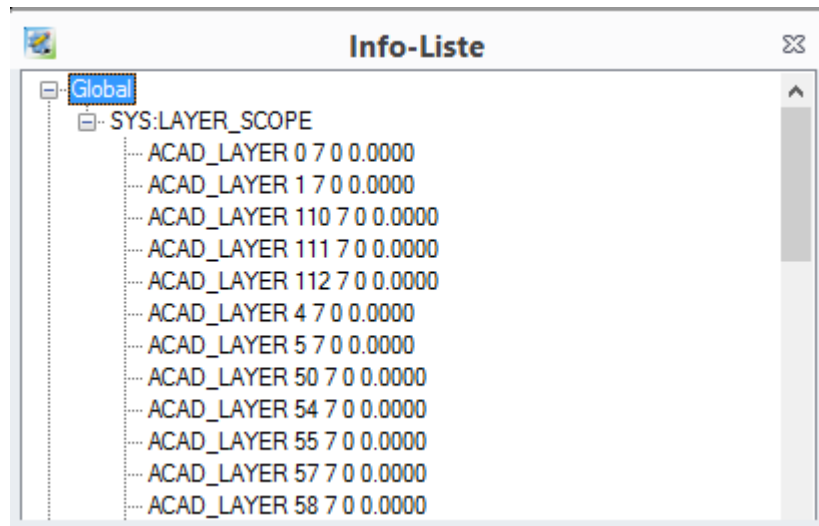 Info-Liste
Global
SYS:LAYER_SCOPE
ACAD_LAYER 0 7 0 0.0000
ACAD_LAYER 1 7 0 0.0000
ACAD_LAYER 110 7 0 0.0000
ACAD_LAYER 111 7 0 0.0000
ACAD_LAYER 112 7 0 0.0000
ACAD_LAYER 4 7 0 0.0000
ACAD_LAYER 5 7 0 0.0000
ACAD_LAYER 50 7 0 0.0000
ACAD_LAYER 54 7 0 0.0000
ACAD_LAYER 55 7 0 0.0000
ACAD_LAYER 57 7 0 0.0000
ACAD_LAYER 58 7 0 0.0000